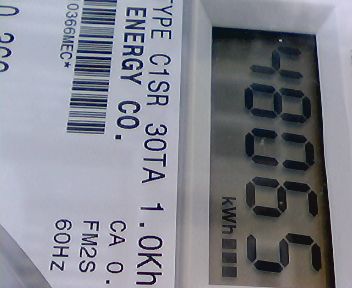 TYPE C1SR 30TA 1.0Kh
ENERGY CO.
CA 0.
FM2S
60Hz
0366MEC*
48065
kWh